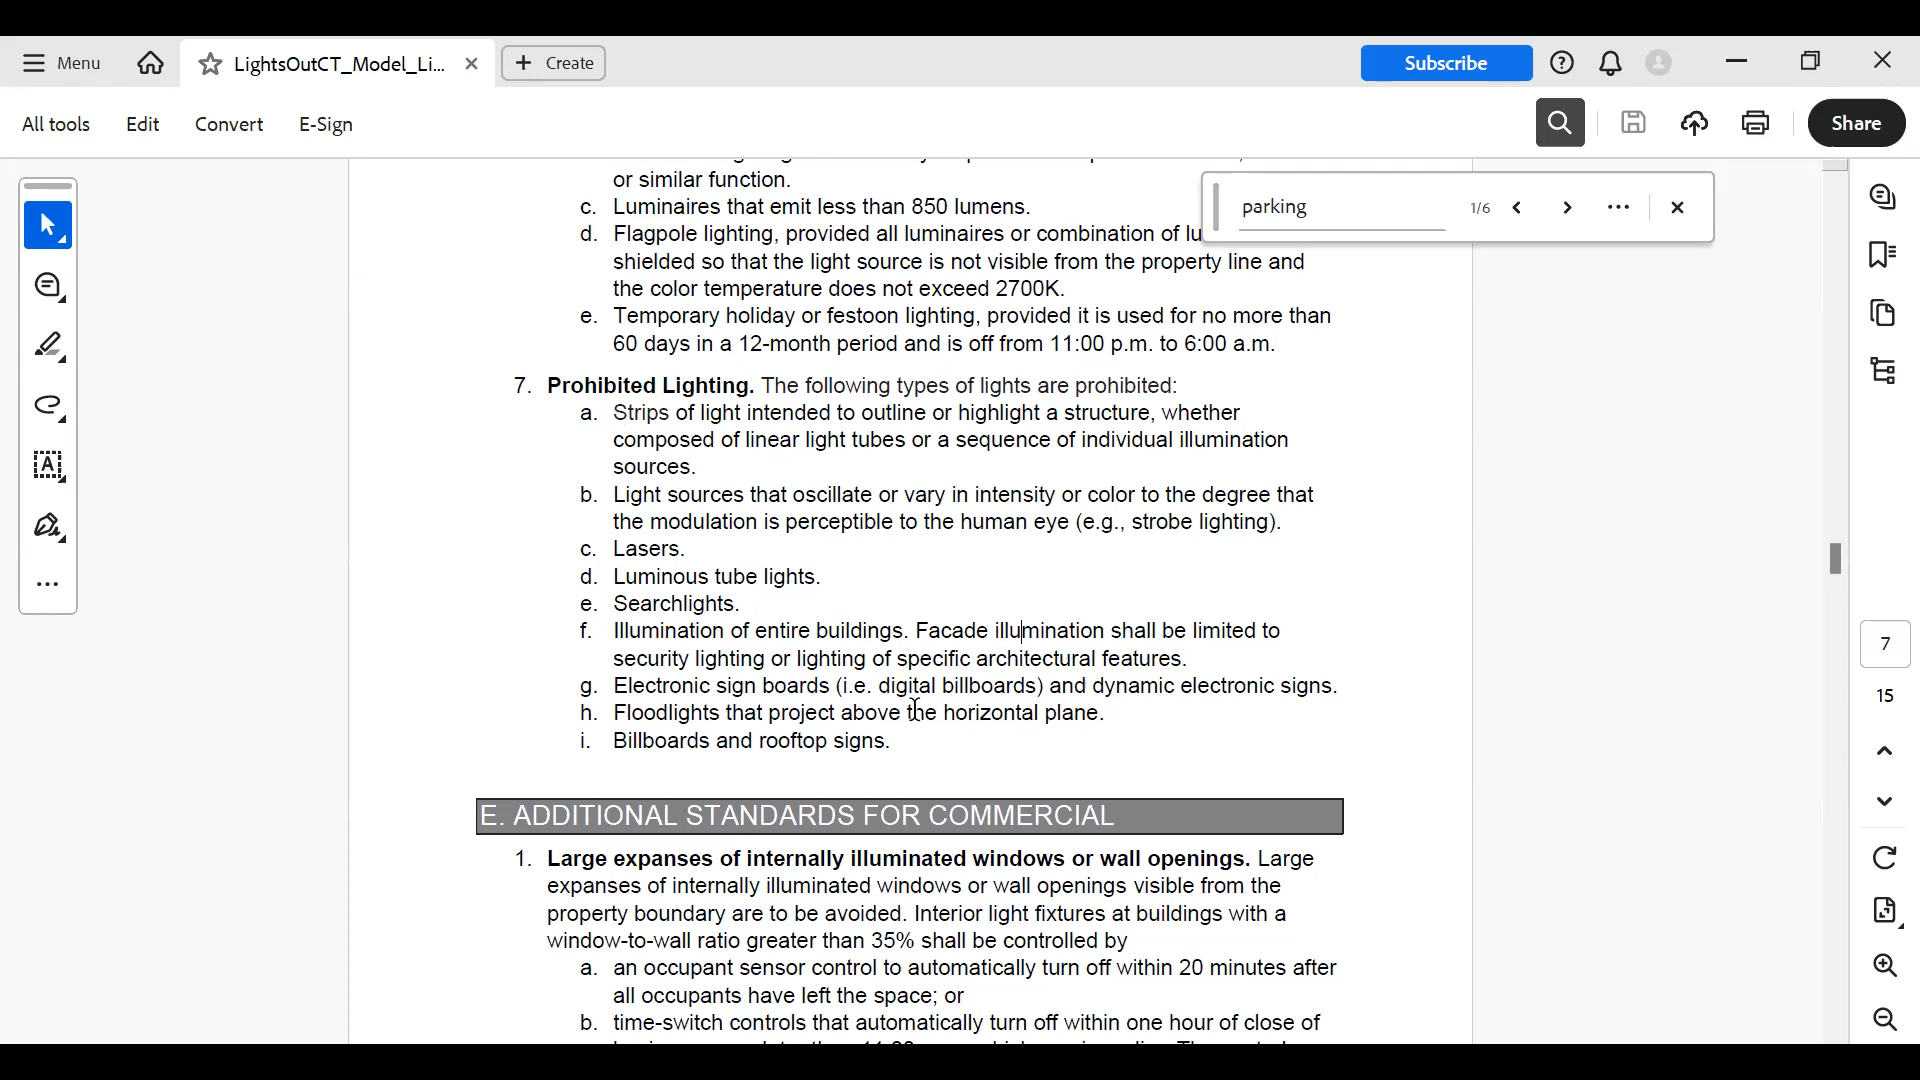 Menu
LightsOutCT_Model_Li...
Create
Subscribe
All tools
Edit
Convert
E-Sign
Share
parking
1/6
or similar function.
c. Luminaires that emit less than 850 lumens.
d. Flagpole lighting, provided all luminaires or combination of lu
shielded so that the light source is not visible from the property line and
the color temperature does not exceed 2700K.
e. Temporary holiday or festoon lighting, provided it is used for no more than
60 days in a 12-month period and is off from 11:00 p.m. to 6:00 a.m.
7. Prohibited Lighting. The following types of lights are prohibited:
a. Strips of light intended to outline or highlight a structure, whether
composed of linear light tubes or a sequence of individual illumination
sources.
b. Light sources that oscillate or vary in intensity or color to the degree that
the modulation is perceptible to the human eye (e.g., strobe lighting).
c. Lasers.
d. Luminous tube lights.
e. Searchlights.
f. Illumination of entire buildings. Facade illumination shall be limited to
security lighting or lighting of specific architectural features.
g. Electronic sign boards (i.e. digital billboards) and dynamic electronic signs.
h. Floodlights that project above the horizontal plane.
i. Billboards and rooftop signs.
E. ADDITIONAL STANDARDS FOR COMMERCIAL
1. Large expanses of internally illuminated windows or wall openings. Large
expanses of internally illuminated windows or wall openings visible from the
property boundary are to be avoided. Interior light fixtures at buildings with a
window-to-wall ratio greater than 35% shall be controlled by
a. an occupant sensor control to automatically turn off within 20 minutes after
all occupants have left the space; or
b. time-switch controls that automatically turn off within one hour of close of
7
15